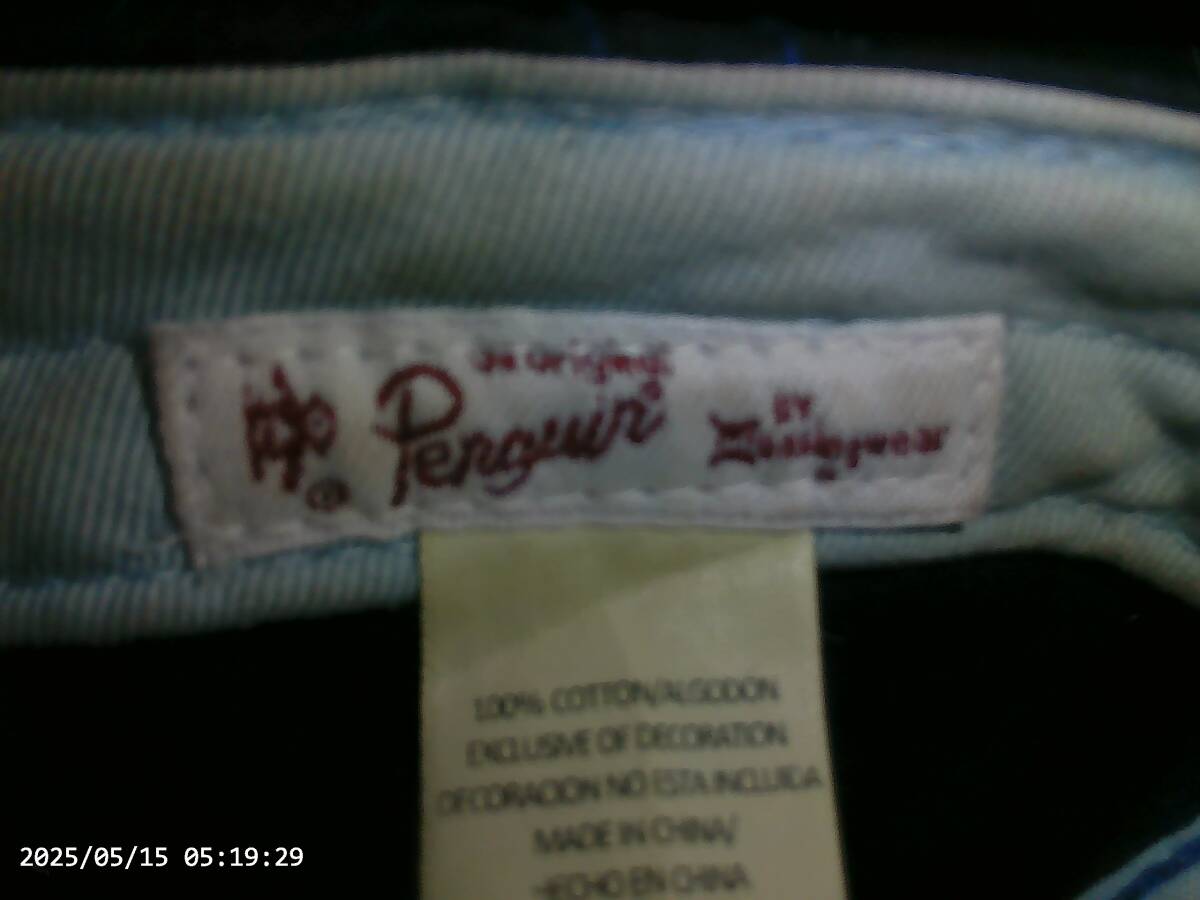 an Original
Penguin®
BY
Munsingwear
®
100% COTTON/ALGODON
EXCLUSIVE OF DECORATION
DECORACION NO ESTA INCLUIDA
MADE IN CHINA/
HECHO EN CHINA
2025/05/15 05:19:29